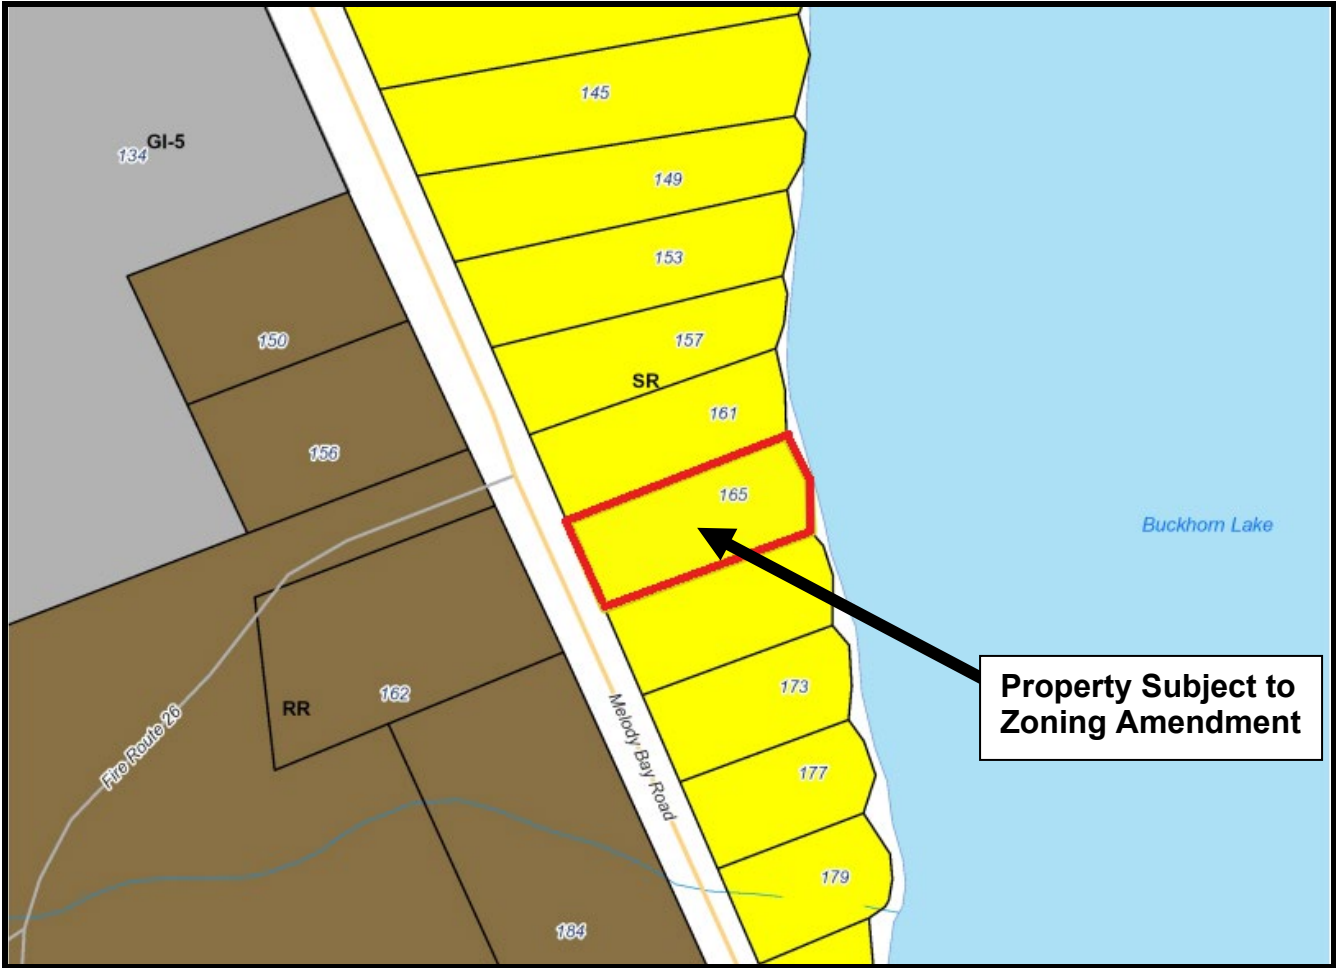 145
GI-5
134
149
153
150
157
SR
161
156
165
Buckhorn Lake
Property Subject to
Zoning Amendment
173
162
RR
Fire Route 26
Melody Bay Road
177
179
184